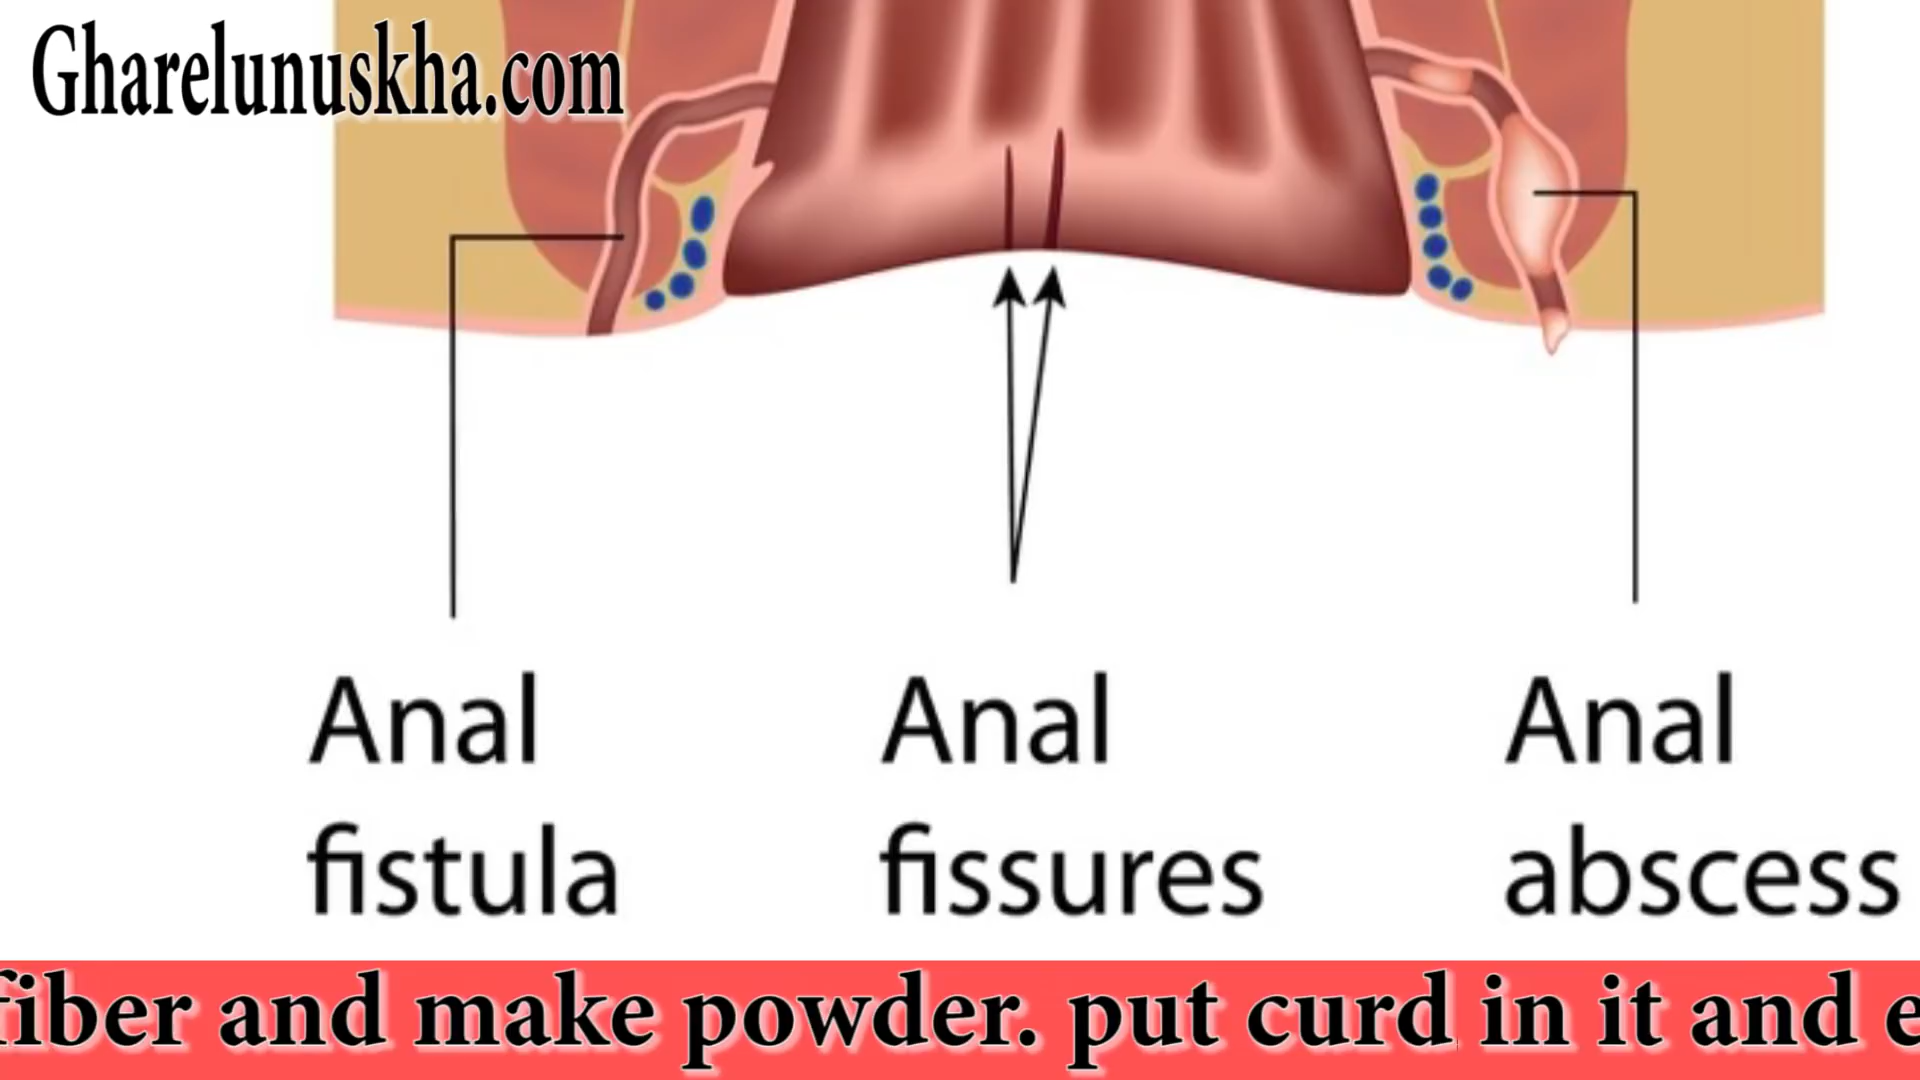 Gharelunuskha.com
Anal
fistula
Anal
fissures
Anal
abscess
fiber and make powder. put curd in it and